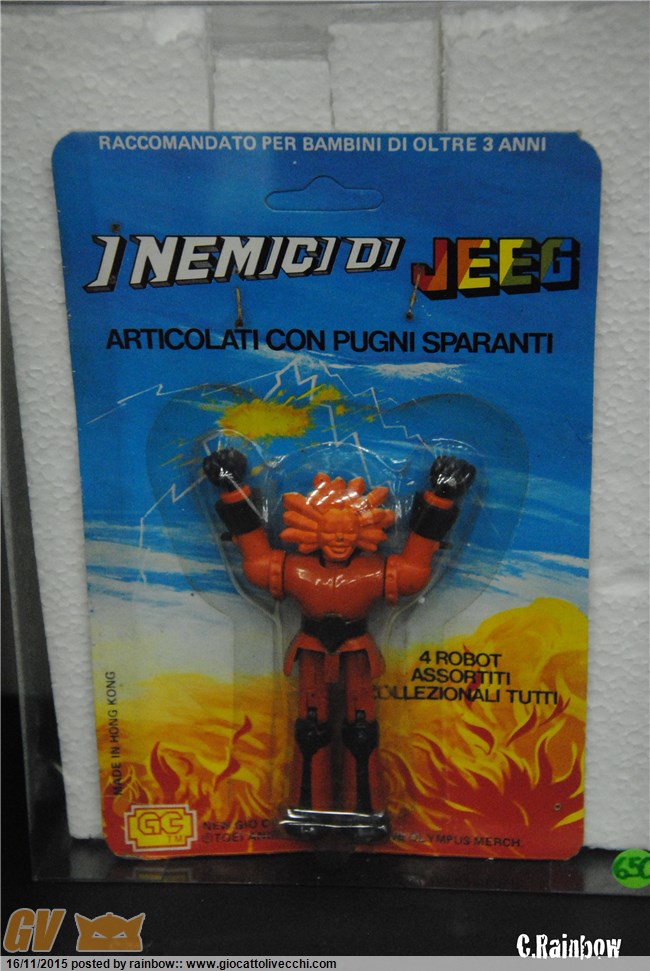 RACCOMANDATO PER BAMBINI DI OLTRE 3 ANNI
I NEMICI DI JEEG
ARTICOLATI CON PUGNI SPARANTI
4 ROBOT
ASSORTITI
COLLEZIONALI TUTTI
MADE IN HONG KONG
GC
TM
OLYMPUS MERCH.
650
GV
C.Rainbow
16/11/2015 posted by rainbow:: www.giocattolivecchi.com